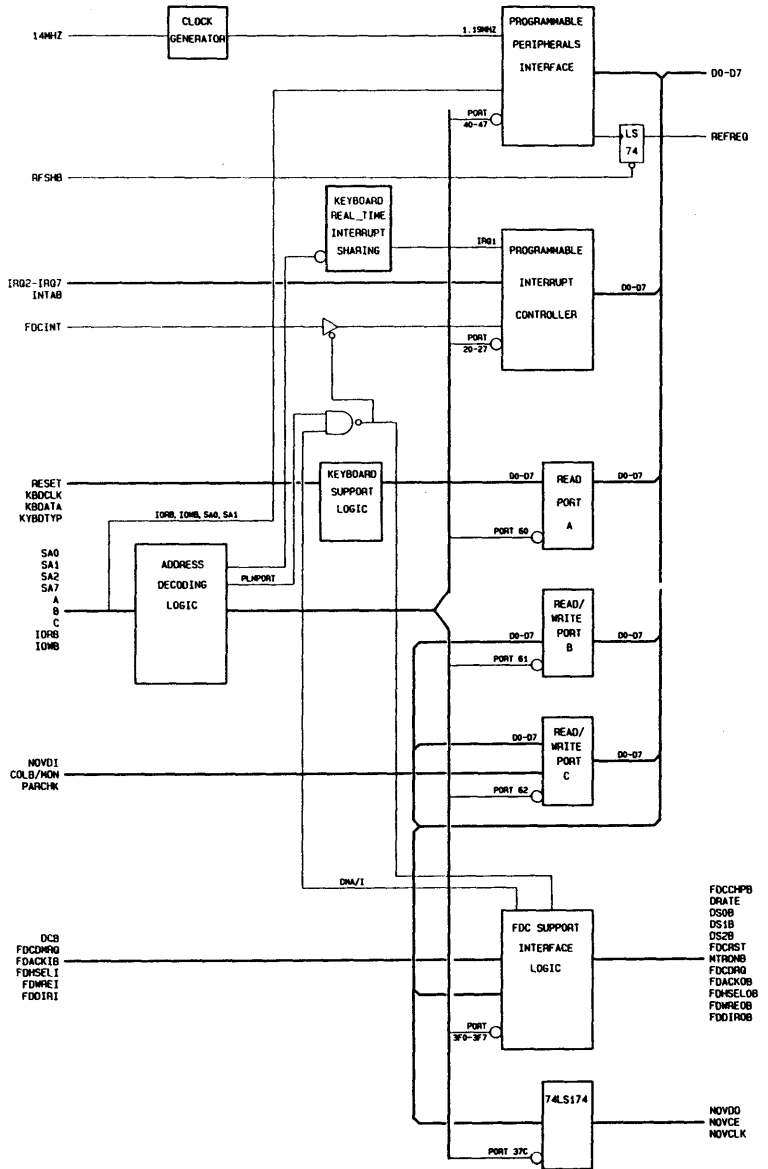 14MHZ
CLOCK
GENERATOR
1.19MHZ
PROGRAMMABLE
PERIPHERALS
INTERFACE
D0-D7
PORT
40-47
LS
74
REFREQ
RFSHB
KEYBOARD
REAL_TIME
INTERRUPT
SHARING
IRQ1
PROGRAMMABLE
INTERRUPT
CONTROLLER
IRQ2-IRQ7
INTAB
D0-D7
FDCINT
PORT
20-27
RESET
KBDCLK
KBDATA
KYBDTYP
KEYBOARD
SUPPORT
LOGIC
D0-D7
READ
PORT
A
D0-D7
IORB, IOWB, SA0, SA1
PORT 60
SA0
SA1
SA2
SA7
A
B
C
IORB
IOWB
ADDRESS
DECODING
LOGIC
PLNPORT
READ/
WRITE
PORT
B
D0-D7
D0-D7
PORT 61
D0-D7
READ/
WRITE
PORT
C
D0-D7
NOVDI
COLB/MON
PARCHK
PORT 62
DMA/I
DCB
FDCDMRQ
FDACKIB
FDHSELI
FDWREI
FDDIRI
FDC SUPPORT
INTERFACE
LOGIC
PORT
3F0-3F7
FDCCHPB
DRATE
DS0B
DS1B
DS2B
FDCRST
MTRONB
FDCDRQ
FDACKOB
FDHSELOB
FDWREOB
FDDIROB
74LS174
PORT 37C
NOVDO
NOVCE
NOVCLK